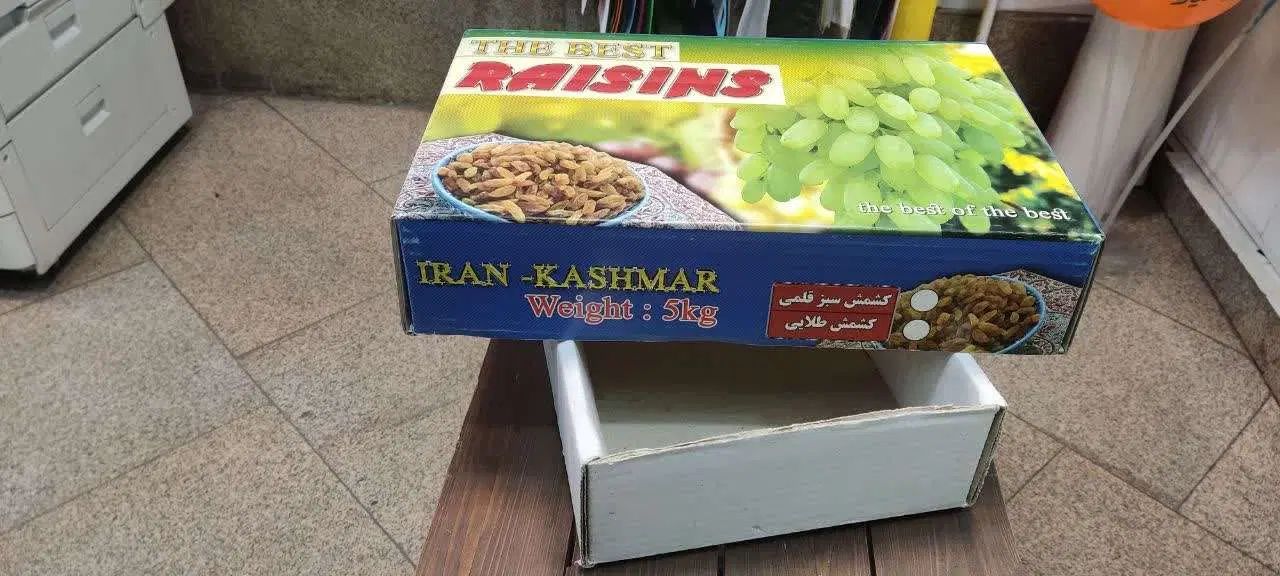 THE BEST
RAISINS
the best of the best
IRAN -KASHMAR
Weight : 5kg
کشمش سبز قلمی
کشمش طلایی